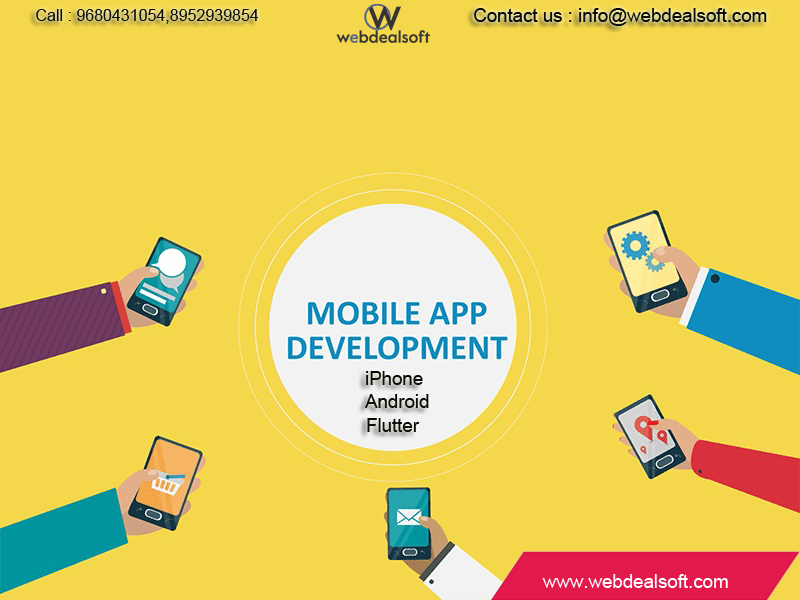 Call : 9680431054,8952939854
W
webdealsoft
Contact us : info@webdealsoft.com
MOBILE APP
DEVELOPMENT
iPhone
Android
Flutter
www.webdealsoft.com